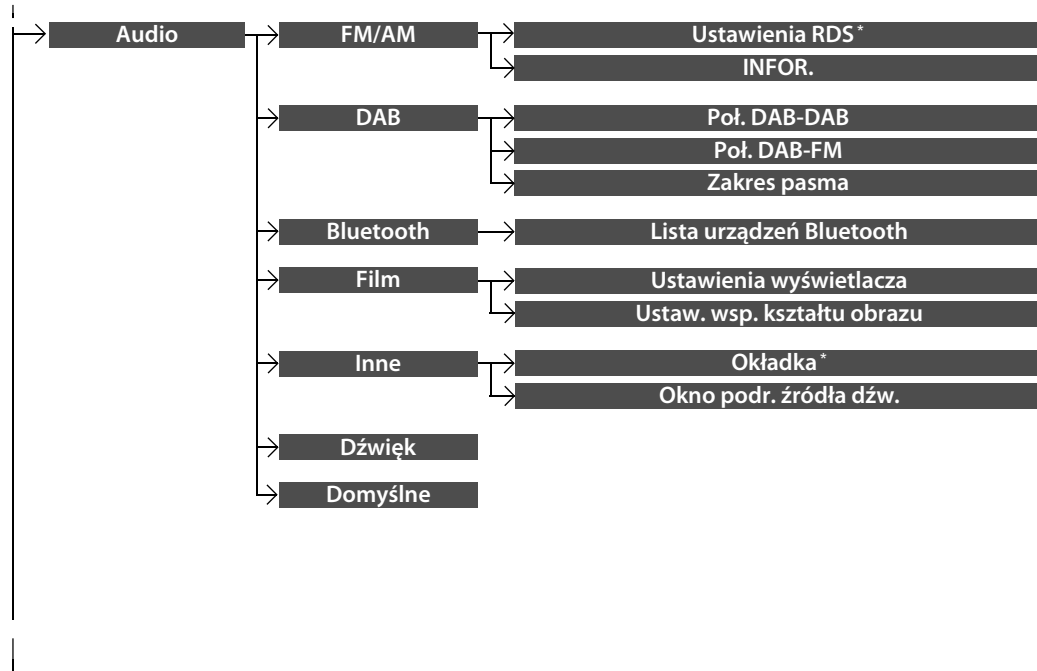 Audio
FM/AM
Ustawienia RDS*
INFOR.
DAB
Poł. DAB-DAB
Poł. DAB-FM
Zakres pasma
Bluetooth
Lista urządzeń Bluetooth
Film
Ustawienia wyświetlacza
Ustaw. wsp. kształtu obrazu
Inne
Okładka*
Okno podr. źródła dźw.
Dźwięk
Domyślne